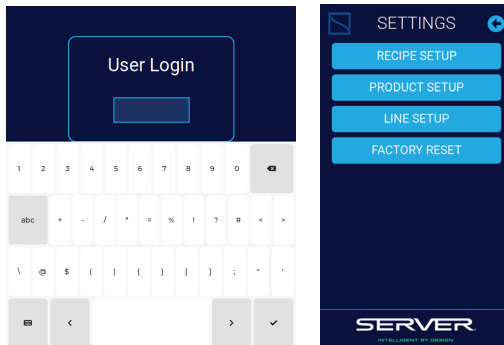 User Login
1 2 3 4 5 6 7 8 9 0
abc + - / * = % ! ? # < >
\ @ $ ( ) { } [ ] ; " '
< > ✓
SETTINGS
RECIPE SETUP
PRODUCT SETUP
LINE SETUP
FACTORY RESET
SERVER
INTELLIGENT BY DESIGN